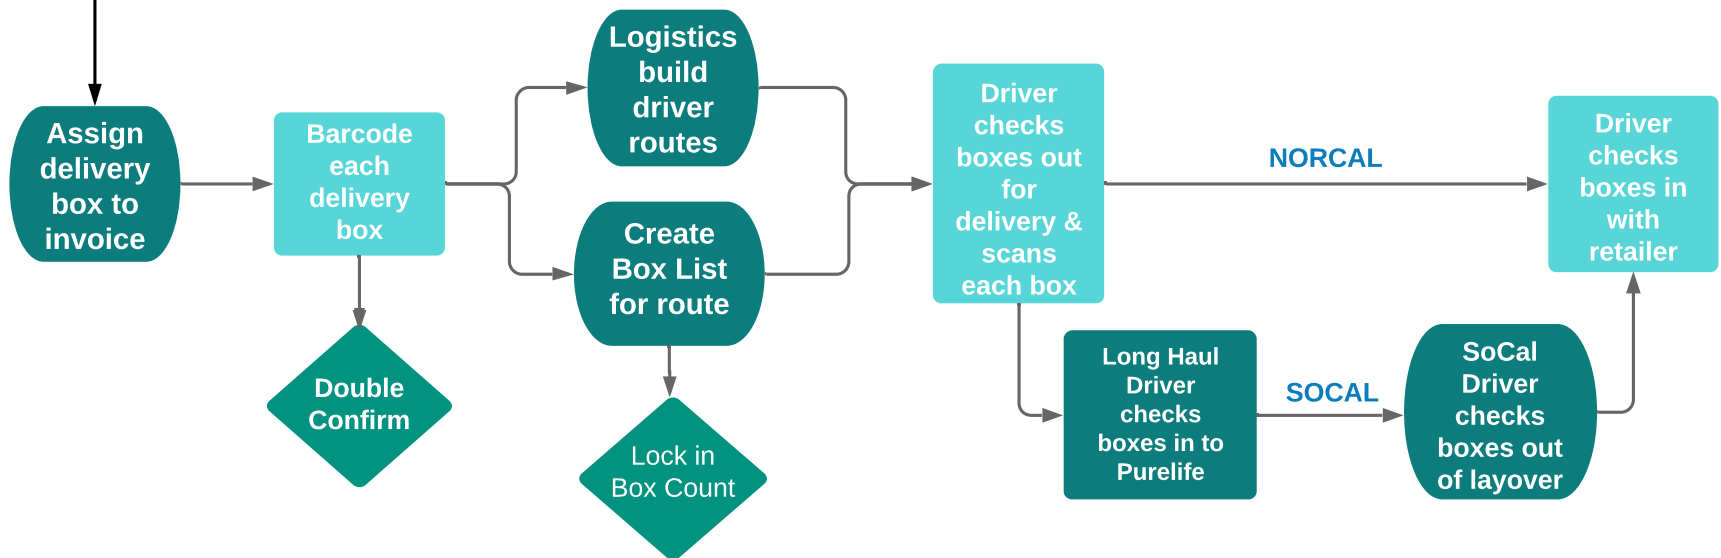 Assign
delivery
box to
invoice
Barcode
each
delivery
box
Double
Confirm
Logistics
build
driver
routes
Create
Box List
for route
Lock in
Box Count
Driver
checks
boxes out
for
delivery &
scans
each box
NORCAL
Long Haul
Driver
checks
boxes in to
Purelife
SOCAL
SoCal
Driver
checks
boxes out
of layover
Driver
checks
boxes in
with
retailer